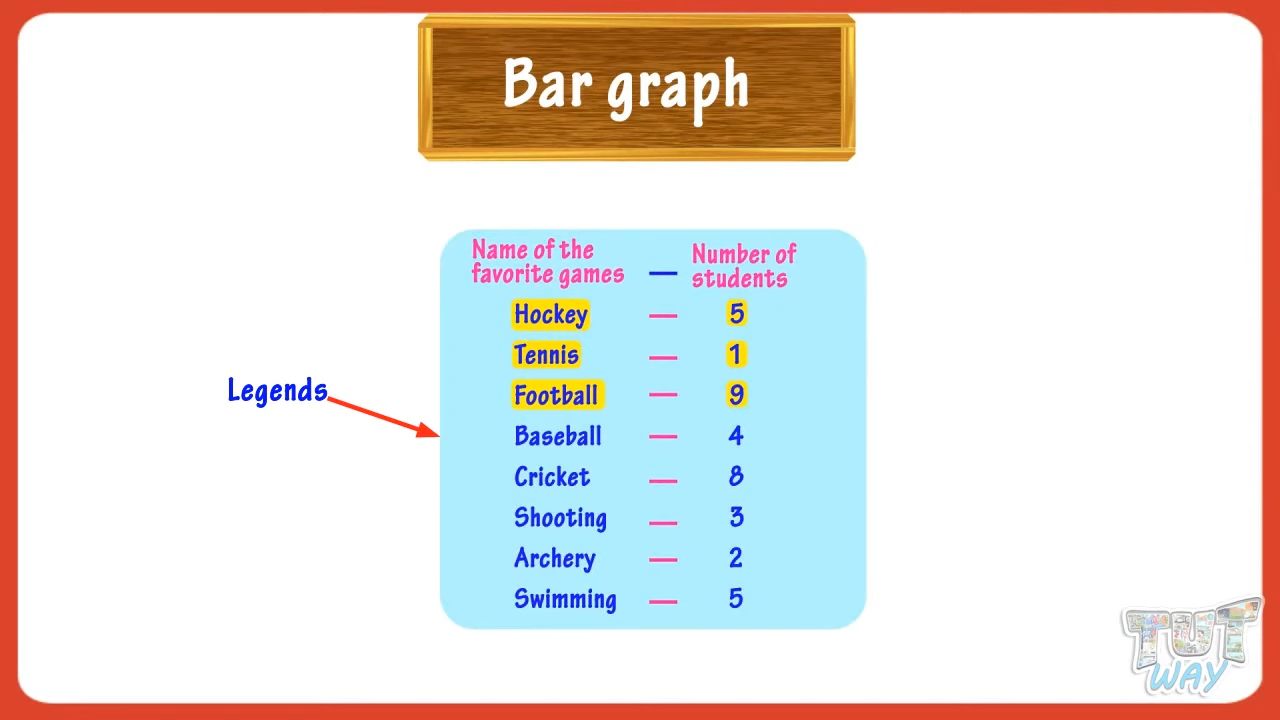 Bar graph
Name of the favorite games — Number of students
Hockey — 5
Tennis — 1
Football — 9
Legends
Baseball — 4
Cricket — 8
Shooting — 3
Archery — 2
Swimming — 5
TUT
WAY